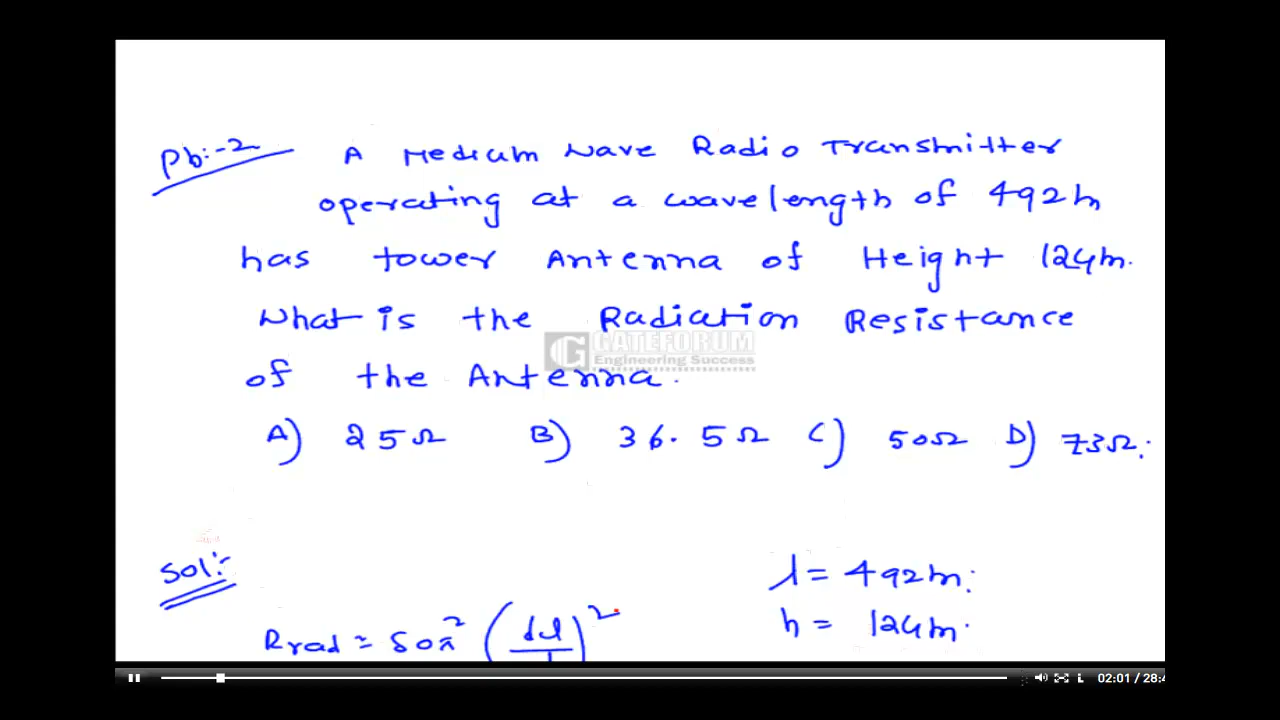 Pb:-2 A Medium Wave Radio Transmitter
operating at a wavelength of 492m
has tower Antenna of Height 124m.
What is the Radiation Resistance
GATEFORUM
Engineering Success
of the Antenna.
A) 25Ω B) 36.5Ω C) 50Ω D) 73Ω.
Sol:-
λ = 492m.
h = 124m.
Rrad = 80π² (dl
02:01 / 28:4